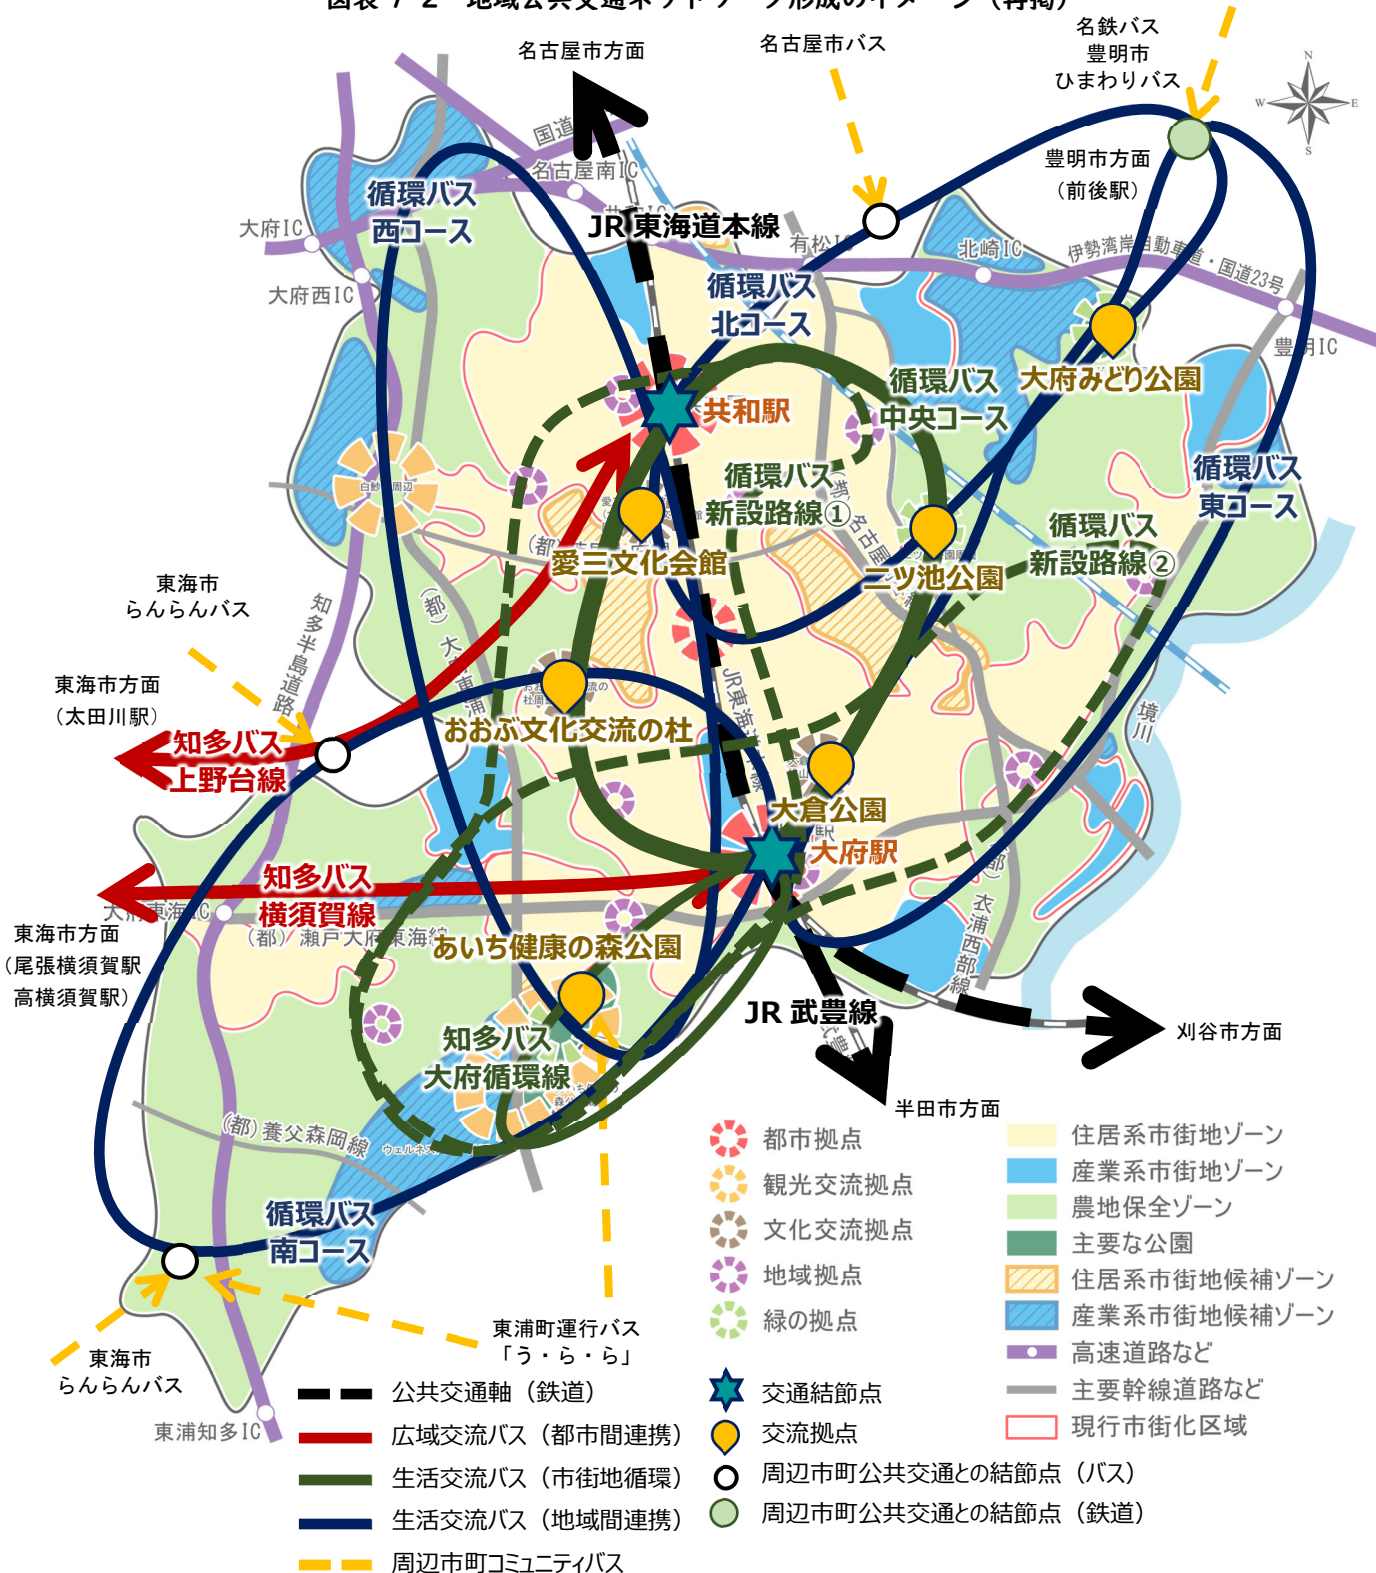 図表 7-2 地域公共交通ネットワーク形成のイメージ（再掲）
名古屋市方面
名古屋市バス
名鉄バス
豊明市
ひまわりバス
N
W
E
S
国道
名古屋南IC
循環バス
西コース
大府IC
大府西IC
JR 東海道本線
有松IC
豊明市方面
（前後駅）
北崎IC
伊勢湾岸自動車道・国道23号
豊明IC
循環バス
北コース
大府みどり公園
循環バス
中央コース
共和駅
循環バス
東コース
循環バス
新設路線①
循環バス
新設路線②
愛三文化会館
二ツ池公園
東海市
らんらんバス
知多半島道路
東海市方面
（太田川駅）
知多バス
上野台線
おおぶ文化交流の杜
JR東海道本線
境川
大倉公園
大府駅
知多バス
横須賀線
大府東海IC
（都）瀬戸大府東海線
（都）衣浦西部線
東海市方面
（尾張横須賀駅
高横須賀駅）
あいち健康の森公園
知多バス
大府循環線
JR 武豊線
刈谷市方面
半田市方面
（都）養父森岡線
循環バス
南コース
東浦町運行バス
「う・ら・ら」
東海市
らんらんバス
東浦知多IC
都市拠点
観光交流拠点
文化交流拠点
地域拠点
緑の拠点
住居系市街地ゾーン
産業系市街地ゾーン
農地保全ゾーン
主要な公園
住居系市街地候補ゾーン
産業系市街地候補ゾーン
高速道路など
主要幹線道路など
現行市街化区域
公共交通軸（鉄道）
広域交流バス（都市間連携）
生活交流バス（市街地循環）
生活交流バス（地域間連携）
周辺市町コミュニティバス
交通結節点
交流拠点
周辺市町公共交通との結節点（バス）
周辺市町公共交通との結節点（鉄道）